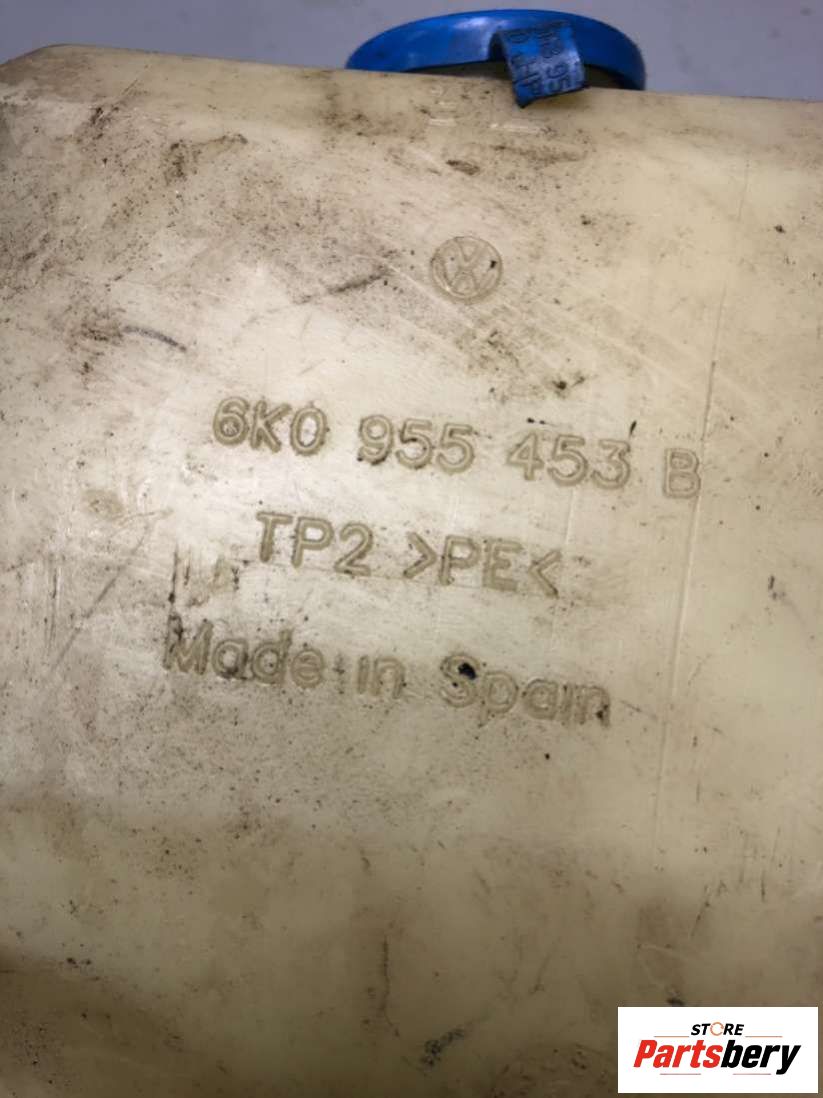 6K0 955 453 B
TP2 >PE<
Made in Spain
STORE
Partsbery